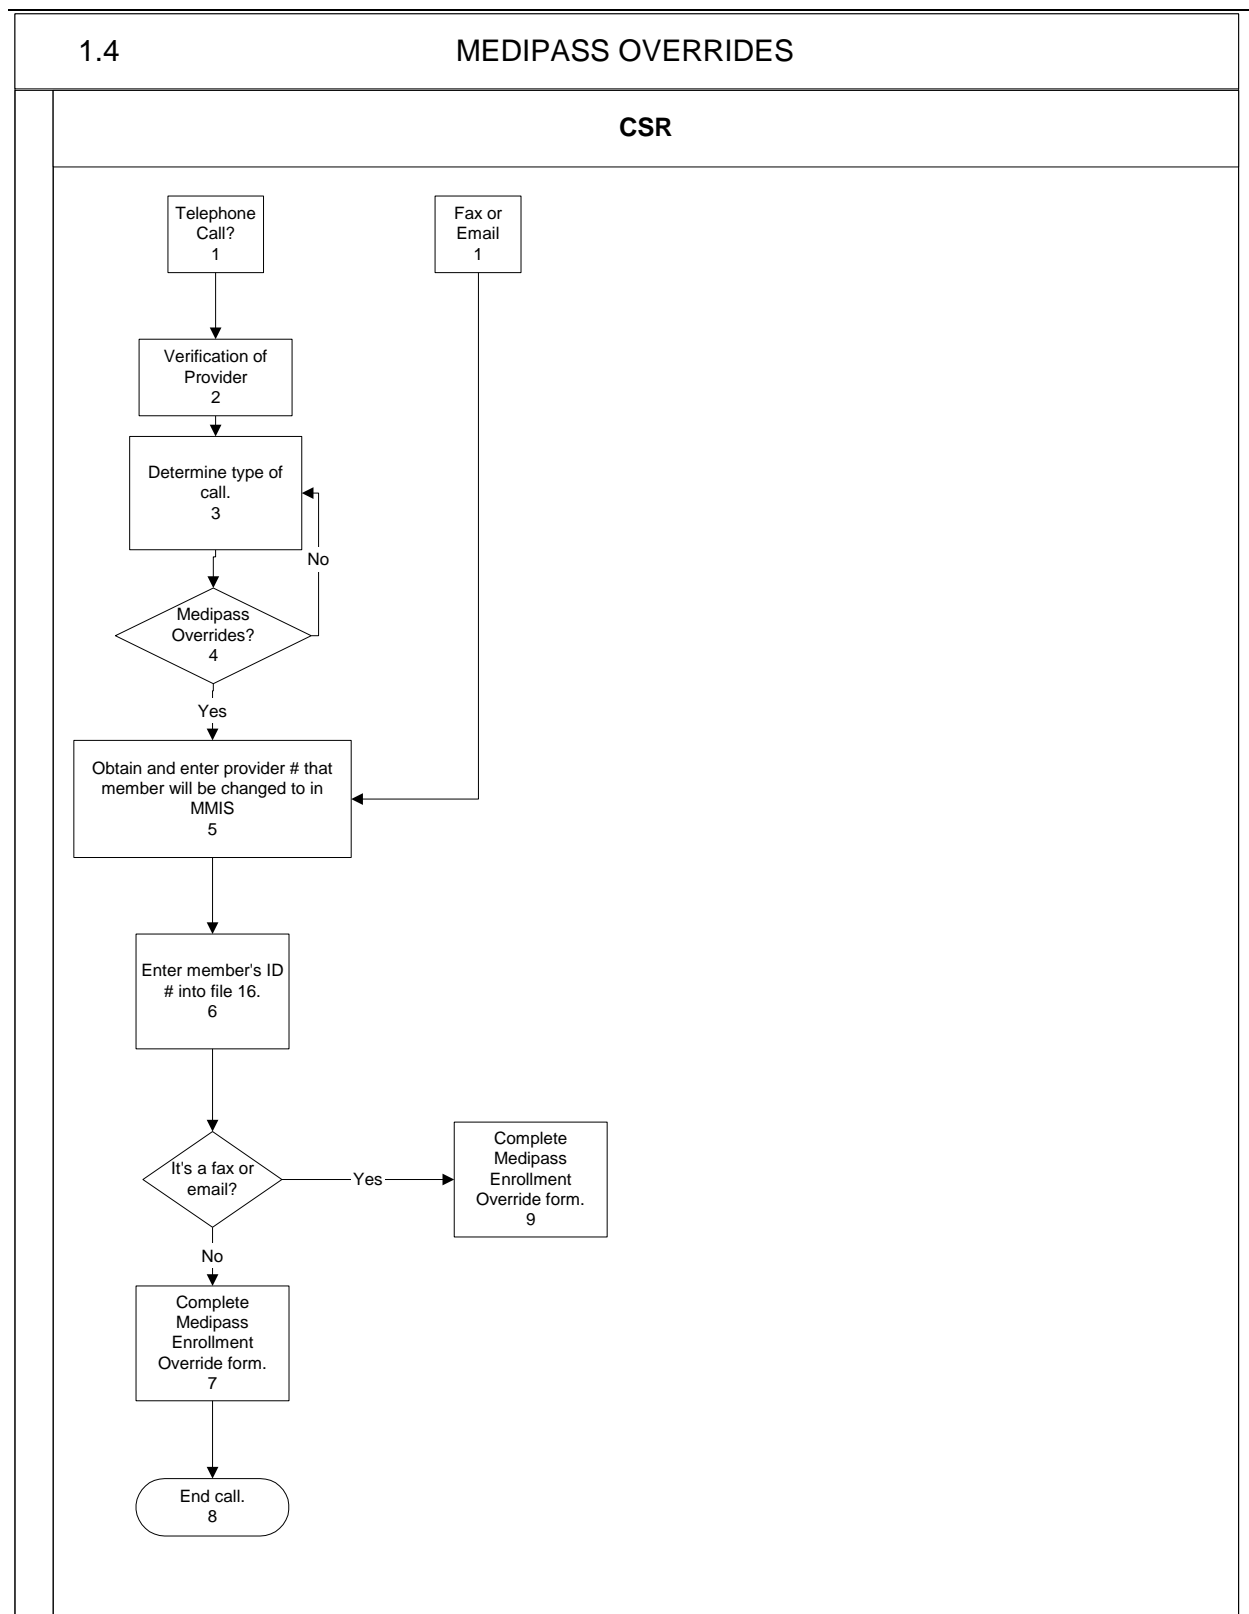 1.4 MEDIPASS OVERRIDES
CSR
Telephone
Call?
1
Fax or
Email
1
Verification of
Provider
2
Determine type of
call.
3
No
Medipass
Overrides?
4
Yes
Obtain and enter provider # that
member will be changed to in
MMIS
5
Enter member's ID
# into file 16.
6
It's a fax or
email?
Yes
Complete
Medipass
Enrollment
Override form.
9
No
Complete
Medipass
Enrollment
Override form.
7
End call.
8